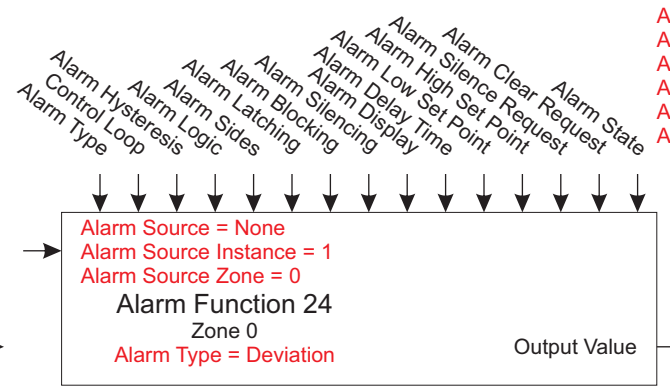 Alarm Type
Control Loop
Alarm Hysteresis
Alarm Logic
Alarm Sides
Alarm Latching
Alarm Blocking
Alarm Silencing
Alarm Display
Alarm Delay Time
Alarm Low Set Point
Alarm High Set Point
Alarm Silence Request
Alarm Clear Request
Alarm State
A
A
A
A
A
A
Alarm Source = None
Alarm Source Instance = 1
Alarm Source Zone = 0
Alarm Function 24
Zone 0
Alarm Type = Deviation
Output Value